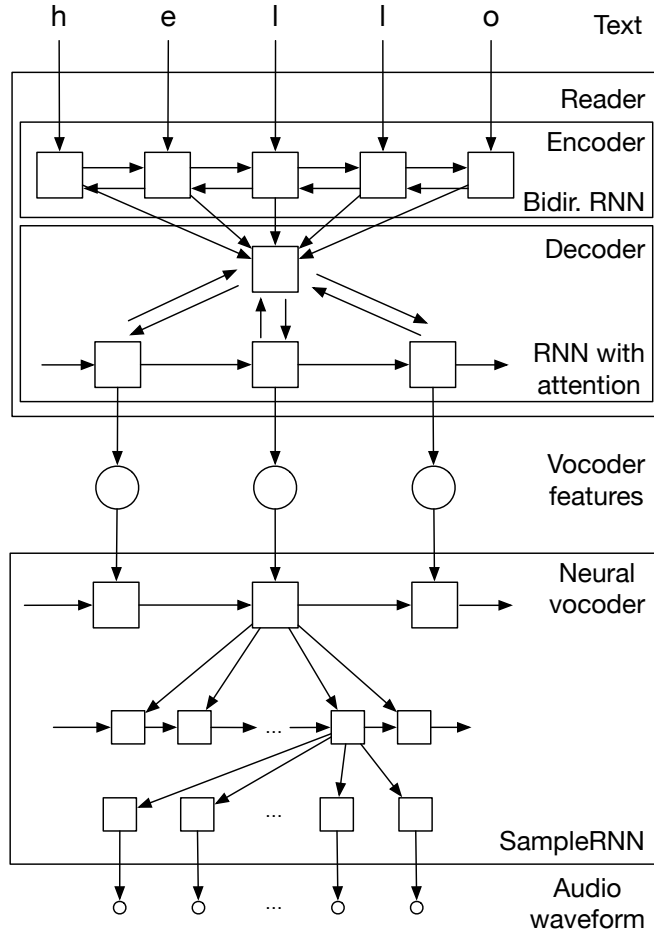 h e l l o Text
Reader
Encoder
Bidir. RNN
Decoder
RNN with
attention
Vocoder
features
Neural
vocoder
...
...
SampleRNN
Audio
...
waveform